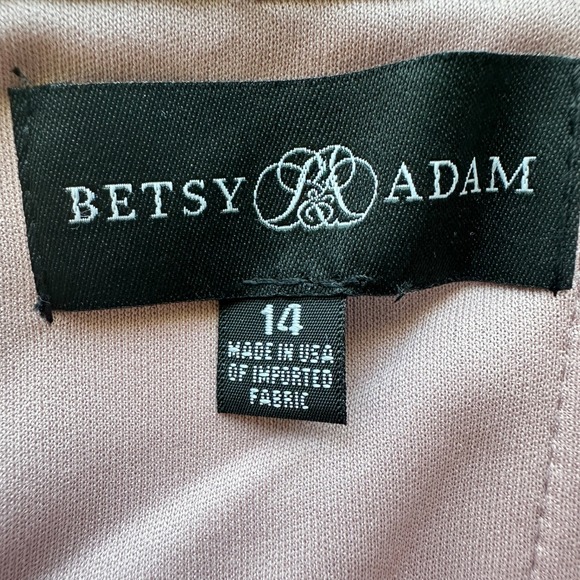 BETSY & ADAM
14
MADE IN USA
OF IMPORTED
FABRIC